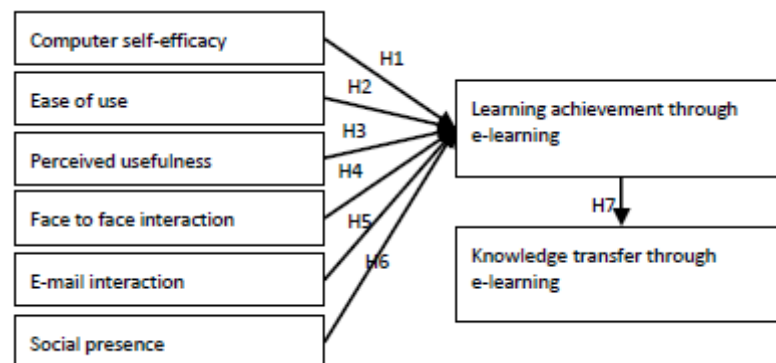 Computer self-efficacy
H1
Ease of use
H2
Learning achievement through
e-learning
H3
Perceived usefulness
H4
Face to face interaction
H5
H7
Knowledge transfer through
e-learning
E-mail interaction
H6
Social presence